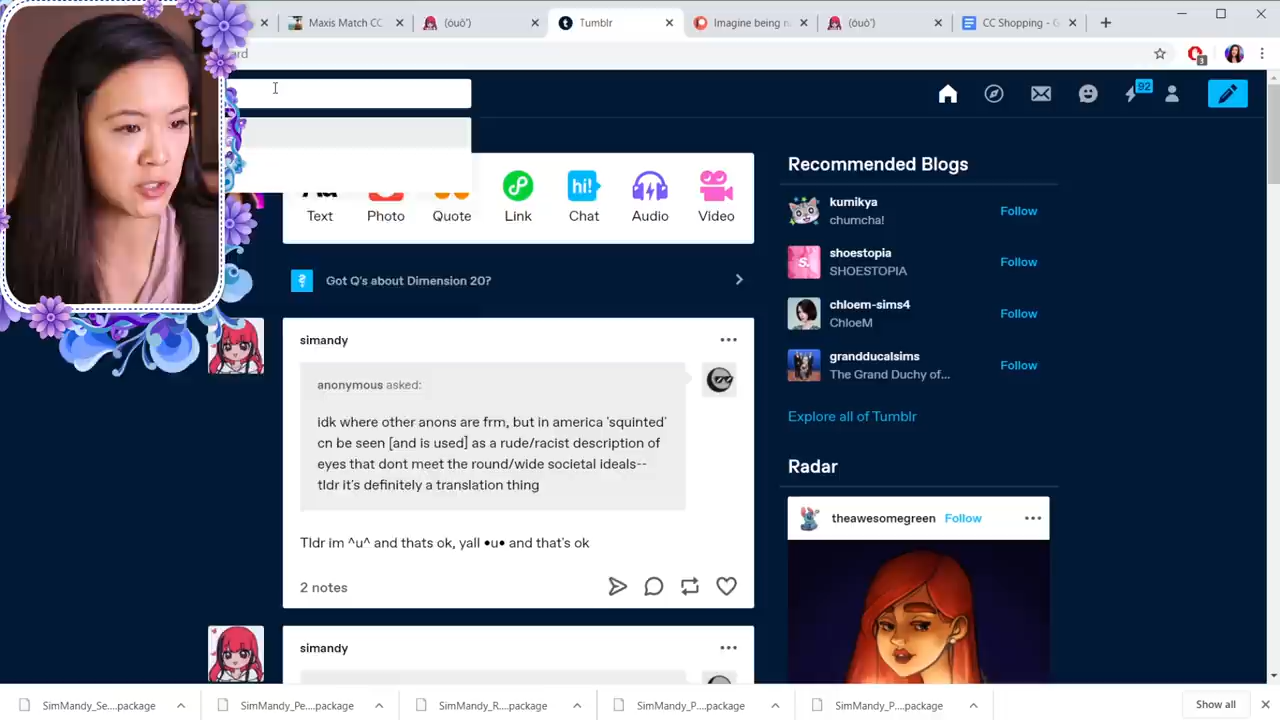 Maxis Match CC
(óuò')
Tumblr
Imagine being n
(óuò')
CC Shopping - G
ard
3
92
Text
Photo
Quote
Link
Chat
Audio
Video
Got Q's about Dimension 20?
simandy
anonymous asked:
idk where other anons are frm, but in america 'squinted'
cn be seen [and is used] as a rude/racist description of
eyes that dont meet the round/wide societal ideals--
tldr it's definitely a translation thing
Tldr im ^u^ and thats ok, yall •u• and that's ok
2 notes
simandy
Recommended Blogs
kumikya
chumcha!
Follow
shoestopia
SHOESTOPIA
Follow
chloem-sims4
ChloeM
Follow
grandducalsims
The Grand Duchy of...
Follow
Explore all of Tumblr
Radar
theawesomegreen Follow
SimMandy_Se....package
SimMandy_Pe....package
SimMandy_R....package
SimMandy_P....package
SimMandy_P....package
Show all